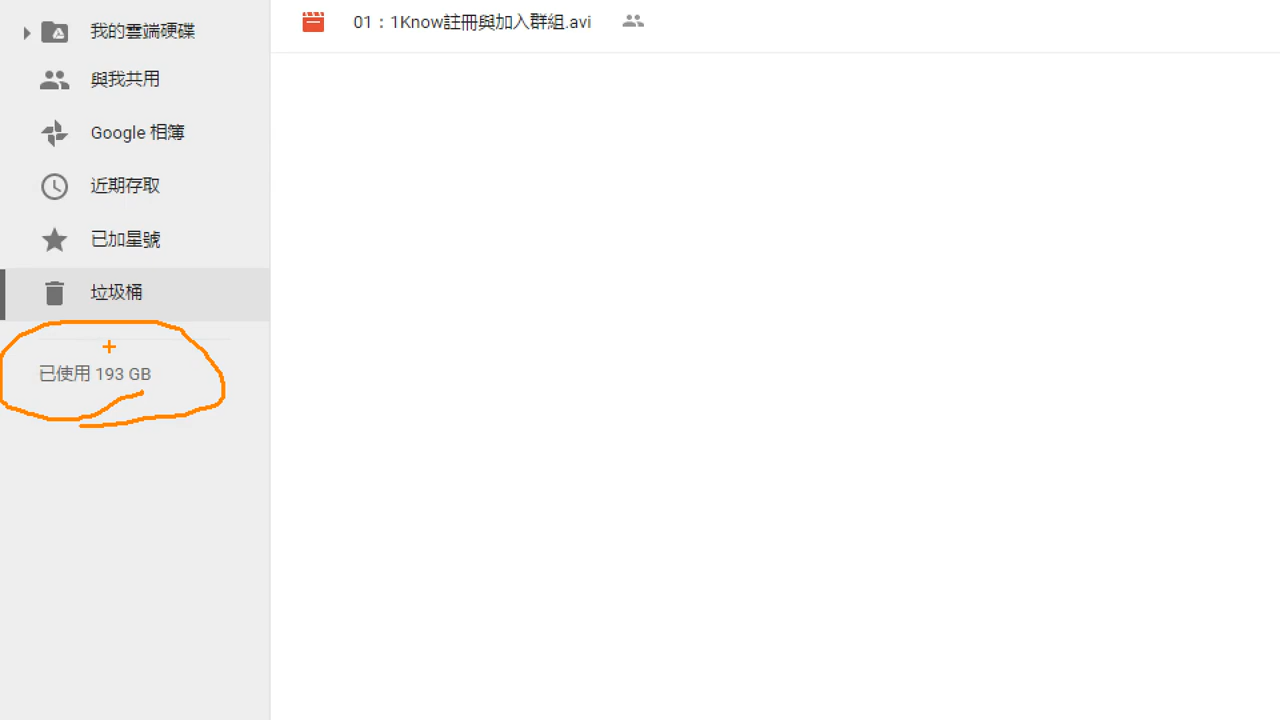 我的雲端硬碟
與我共用
Google 相簿
近期存取
已加星號
垃圾桶
已使用 193 GB
01：1Know註冊與加入群組.avi